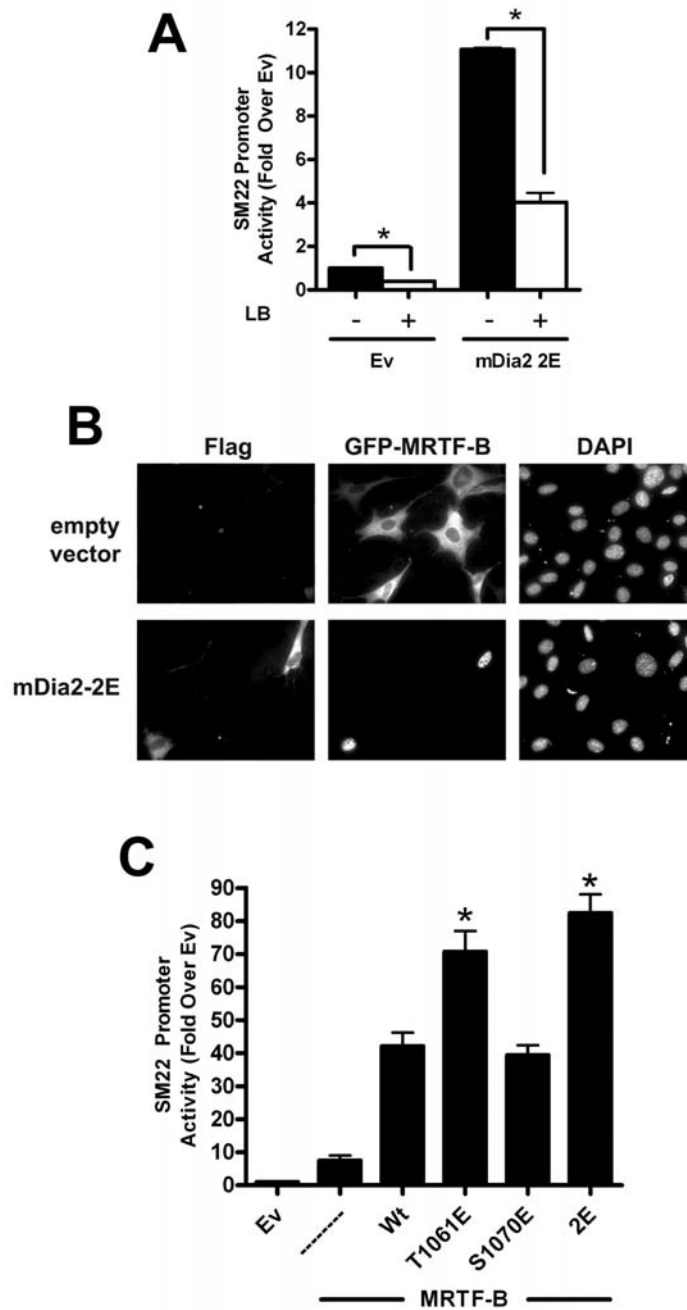 A
SM22 Promoter
Activity (Fold Over Ev)
12
10
8
6
4
2
0
*
*
LB
- + - +
Ev mDia2 2E
B
Flag GFP-MRTF-B DAPI
empty
vector
mDia2-2E
C
SM22 Promoter
Activity (Fold Over Ev)
90
80
70
60
50
40
30
20
10
0
*
*
Ev -------- Wt T1061E S1070E 2E
MRTF-B